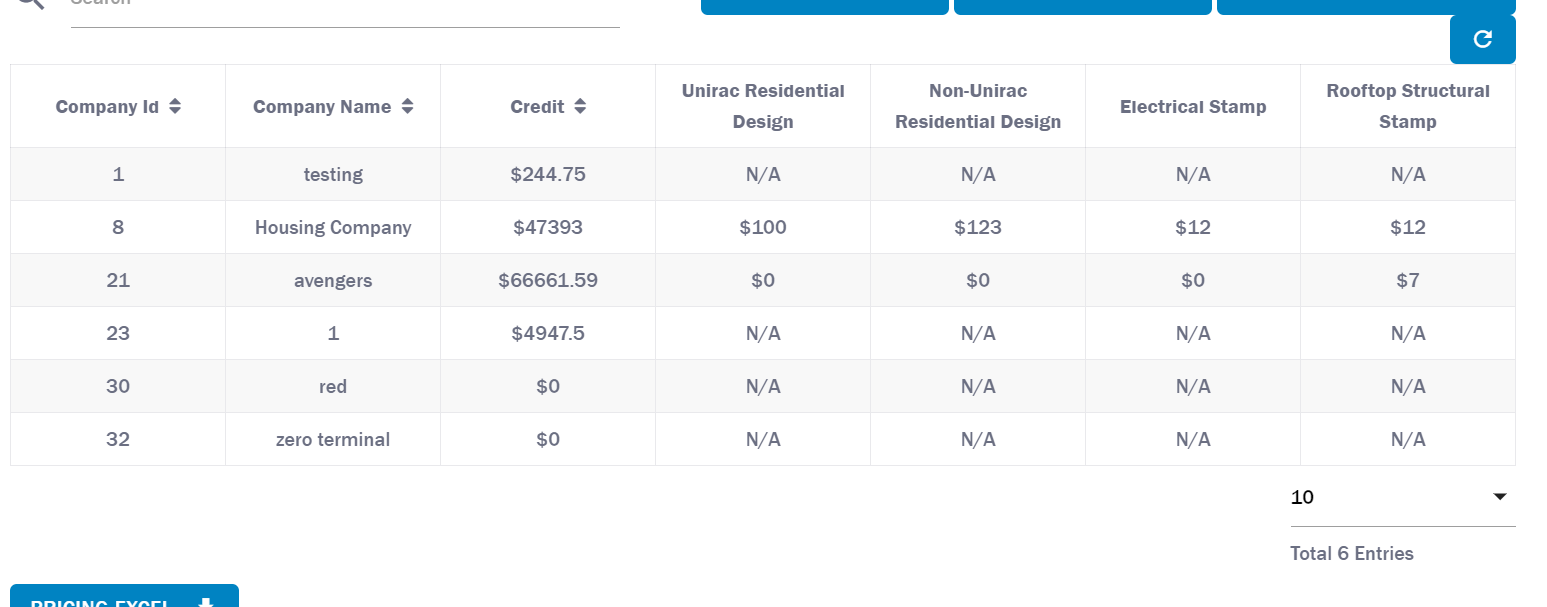 Search
Company Id Company Name Credit Unirac Residential Design Non-Unirac Residential Design Electrical Stamp Rooftop Structural Stamp
1 testing $244.75 N/A N/A N/A N/A
8 Housing Company $47393 $100 $123 $12 $12
21 avengers $66661.59 $0 $0 $0 $7
23 1 $4947.5 N/A N/A N/A N/A
30 red $0 N/A N/A N/A N/A
32 zero terminal $0 N/A N/A N/A N/A
10
Total 6 Entries
PRICING EXCEL